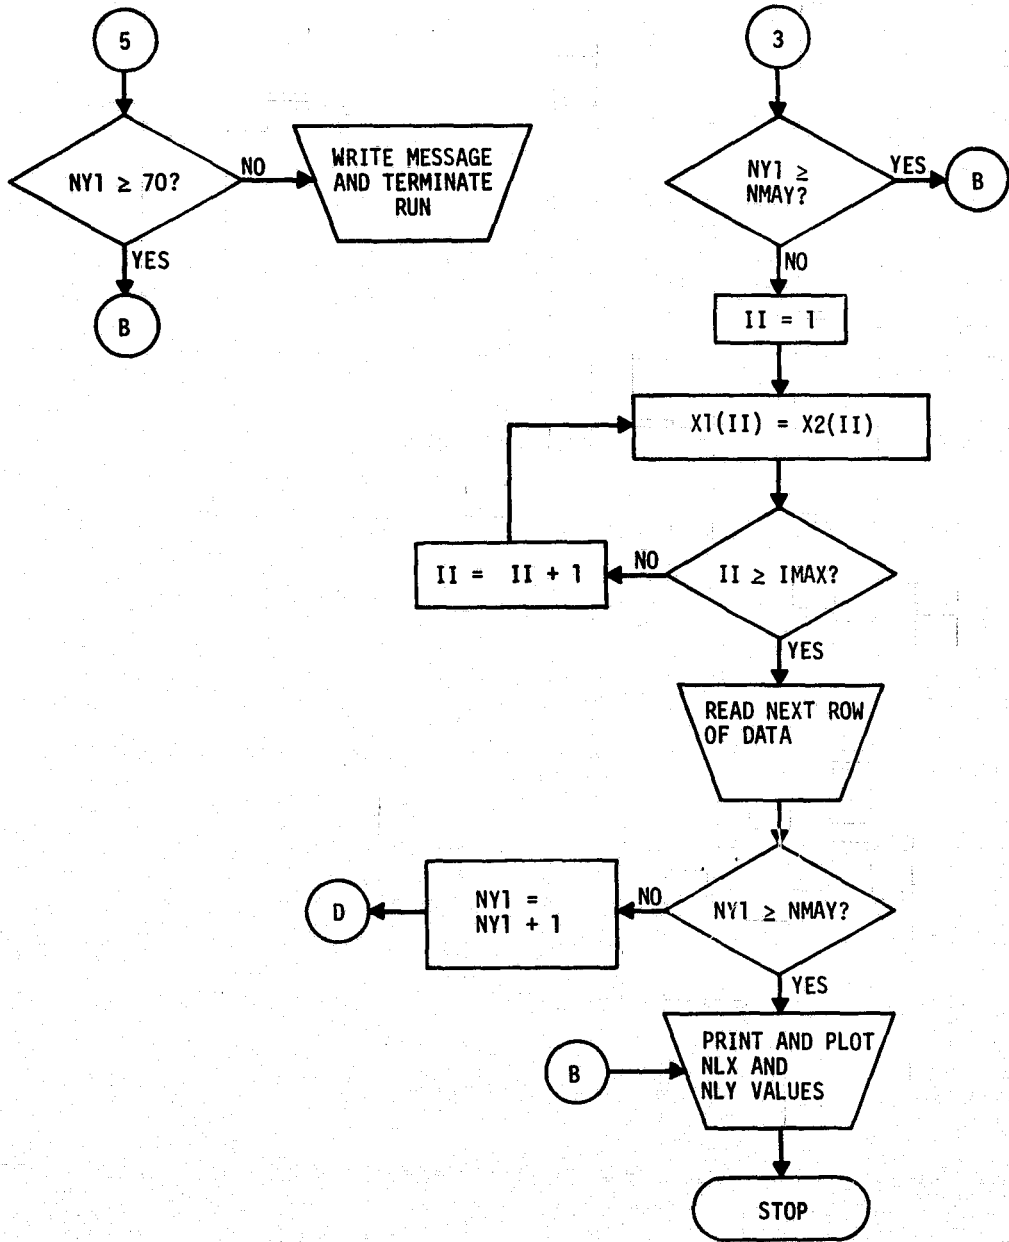 5
NY1 ≥ 70?
NO
WRITE MESSAGE
AND TERMINATE
RUN
YES
B
3
NY1 ≥
NMAY?
YES
B
NO
II = 1
X1(II) = X2(II)
II = II + 1
NO
II ≥ IMAX?
YES
READ NEXT ROW
OF DATA
D
NY1 =
NY1 + 1
NO
NY1 ≥ NMAY?
YES
B
PRINT AND PLOT
NLX AND
NLY VALUES
STOP